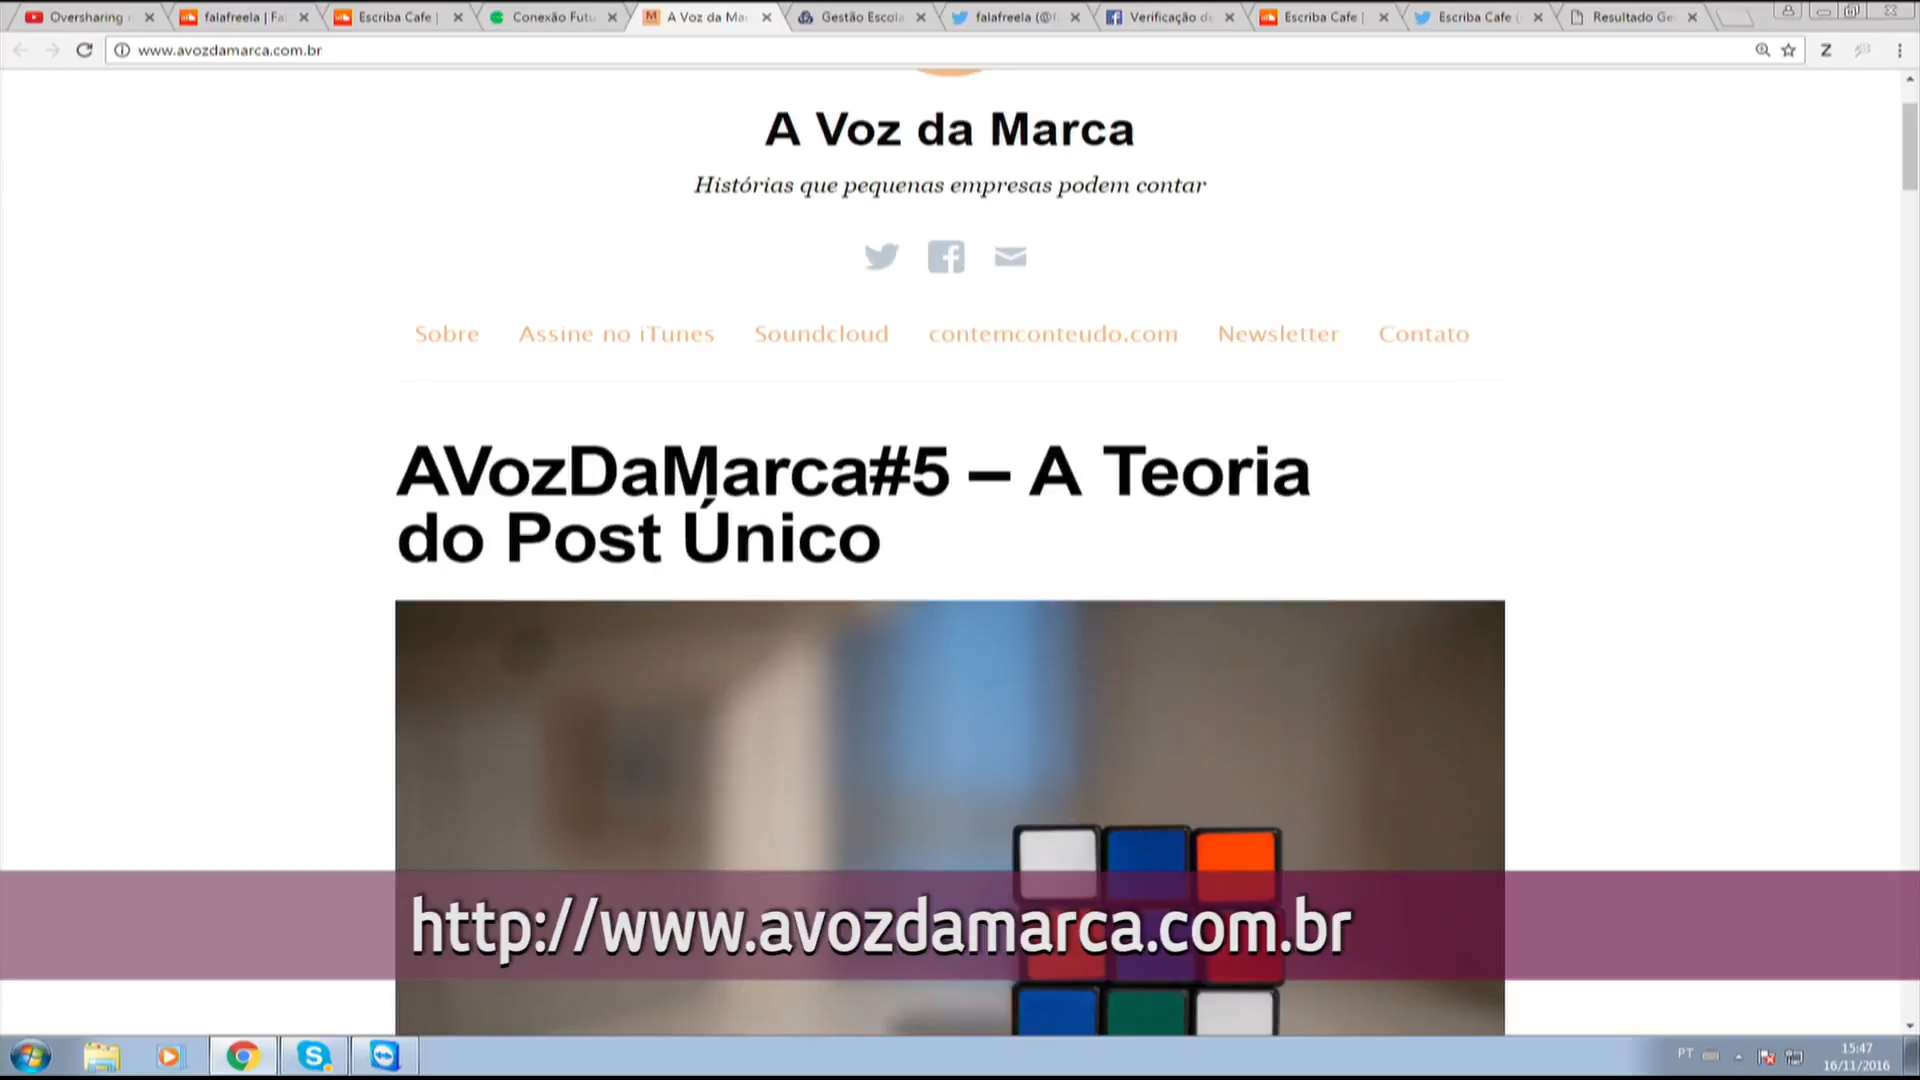 Oversharing
falafreela | Fal
Escriba Cafe |
Conexão Futu
A Voz da Mar
Gestão Escola
falafreela (@f
Verificação de
Escriba Cafe |
Escriba Cafe (
Resultado Ge
www.avozdamarca.com.br
Z
A Voz da Marca
Histórias que pequenas empresas podem contar
Sobre Assine no iTunes Soundcloud contemconteudo.com Newsletter Contato
AVozDaMarca#5 – A Teoria
do Post Único
http://www.avozdamarca.com.br
PT
15:47
16/11/2016